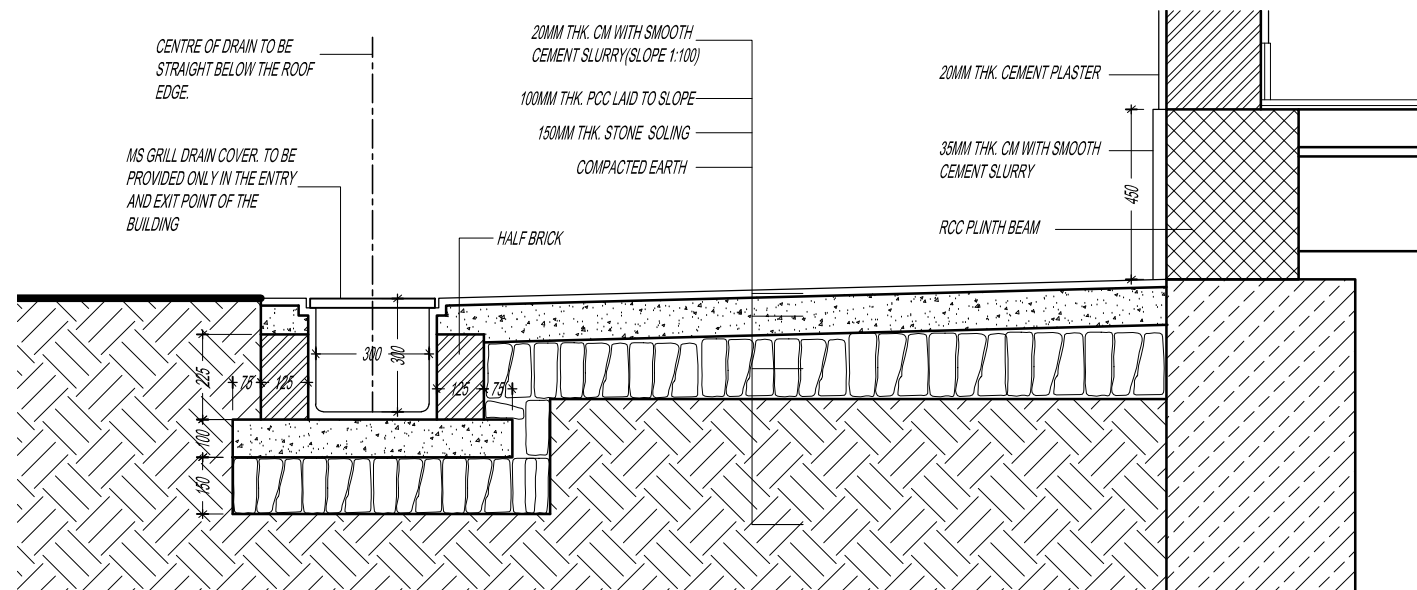 CENTRE OF DRAIN TO BE
STRAIGHT BELOW THE ROOF
EDGE.
MS GRILL DRAIN COVER. TO BE
PROVIDED ONLY IN THE ENTRY
AND EXIT POINT OF THE
BUILDING
HALF BRICK
20MM THK. CM WITH SMOOTH
CEMENT SLURRY(SLOPE 1:100)
100MM THK. PCC LAID TO SLOPE
150MM THK. STONE SOLING
COMPACTED EARTH
20MM THK. CEMENT PLASTER
35MM THK. CM WITH SMOOTH
CEMENT SLURRY
RCC PLINTH BEAM
450
300
300
225
75
125
125
75
100
150